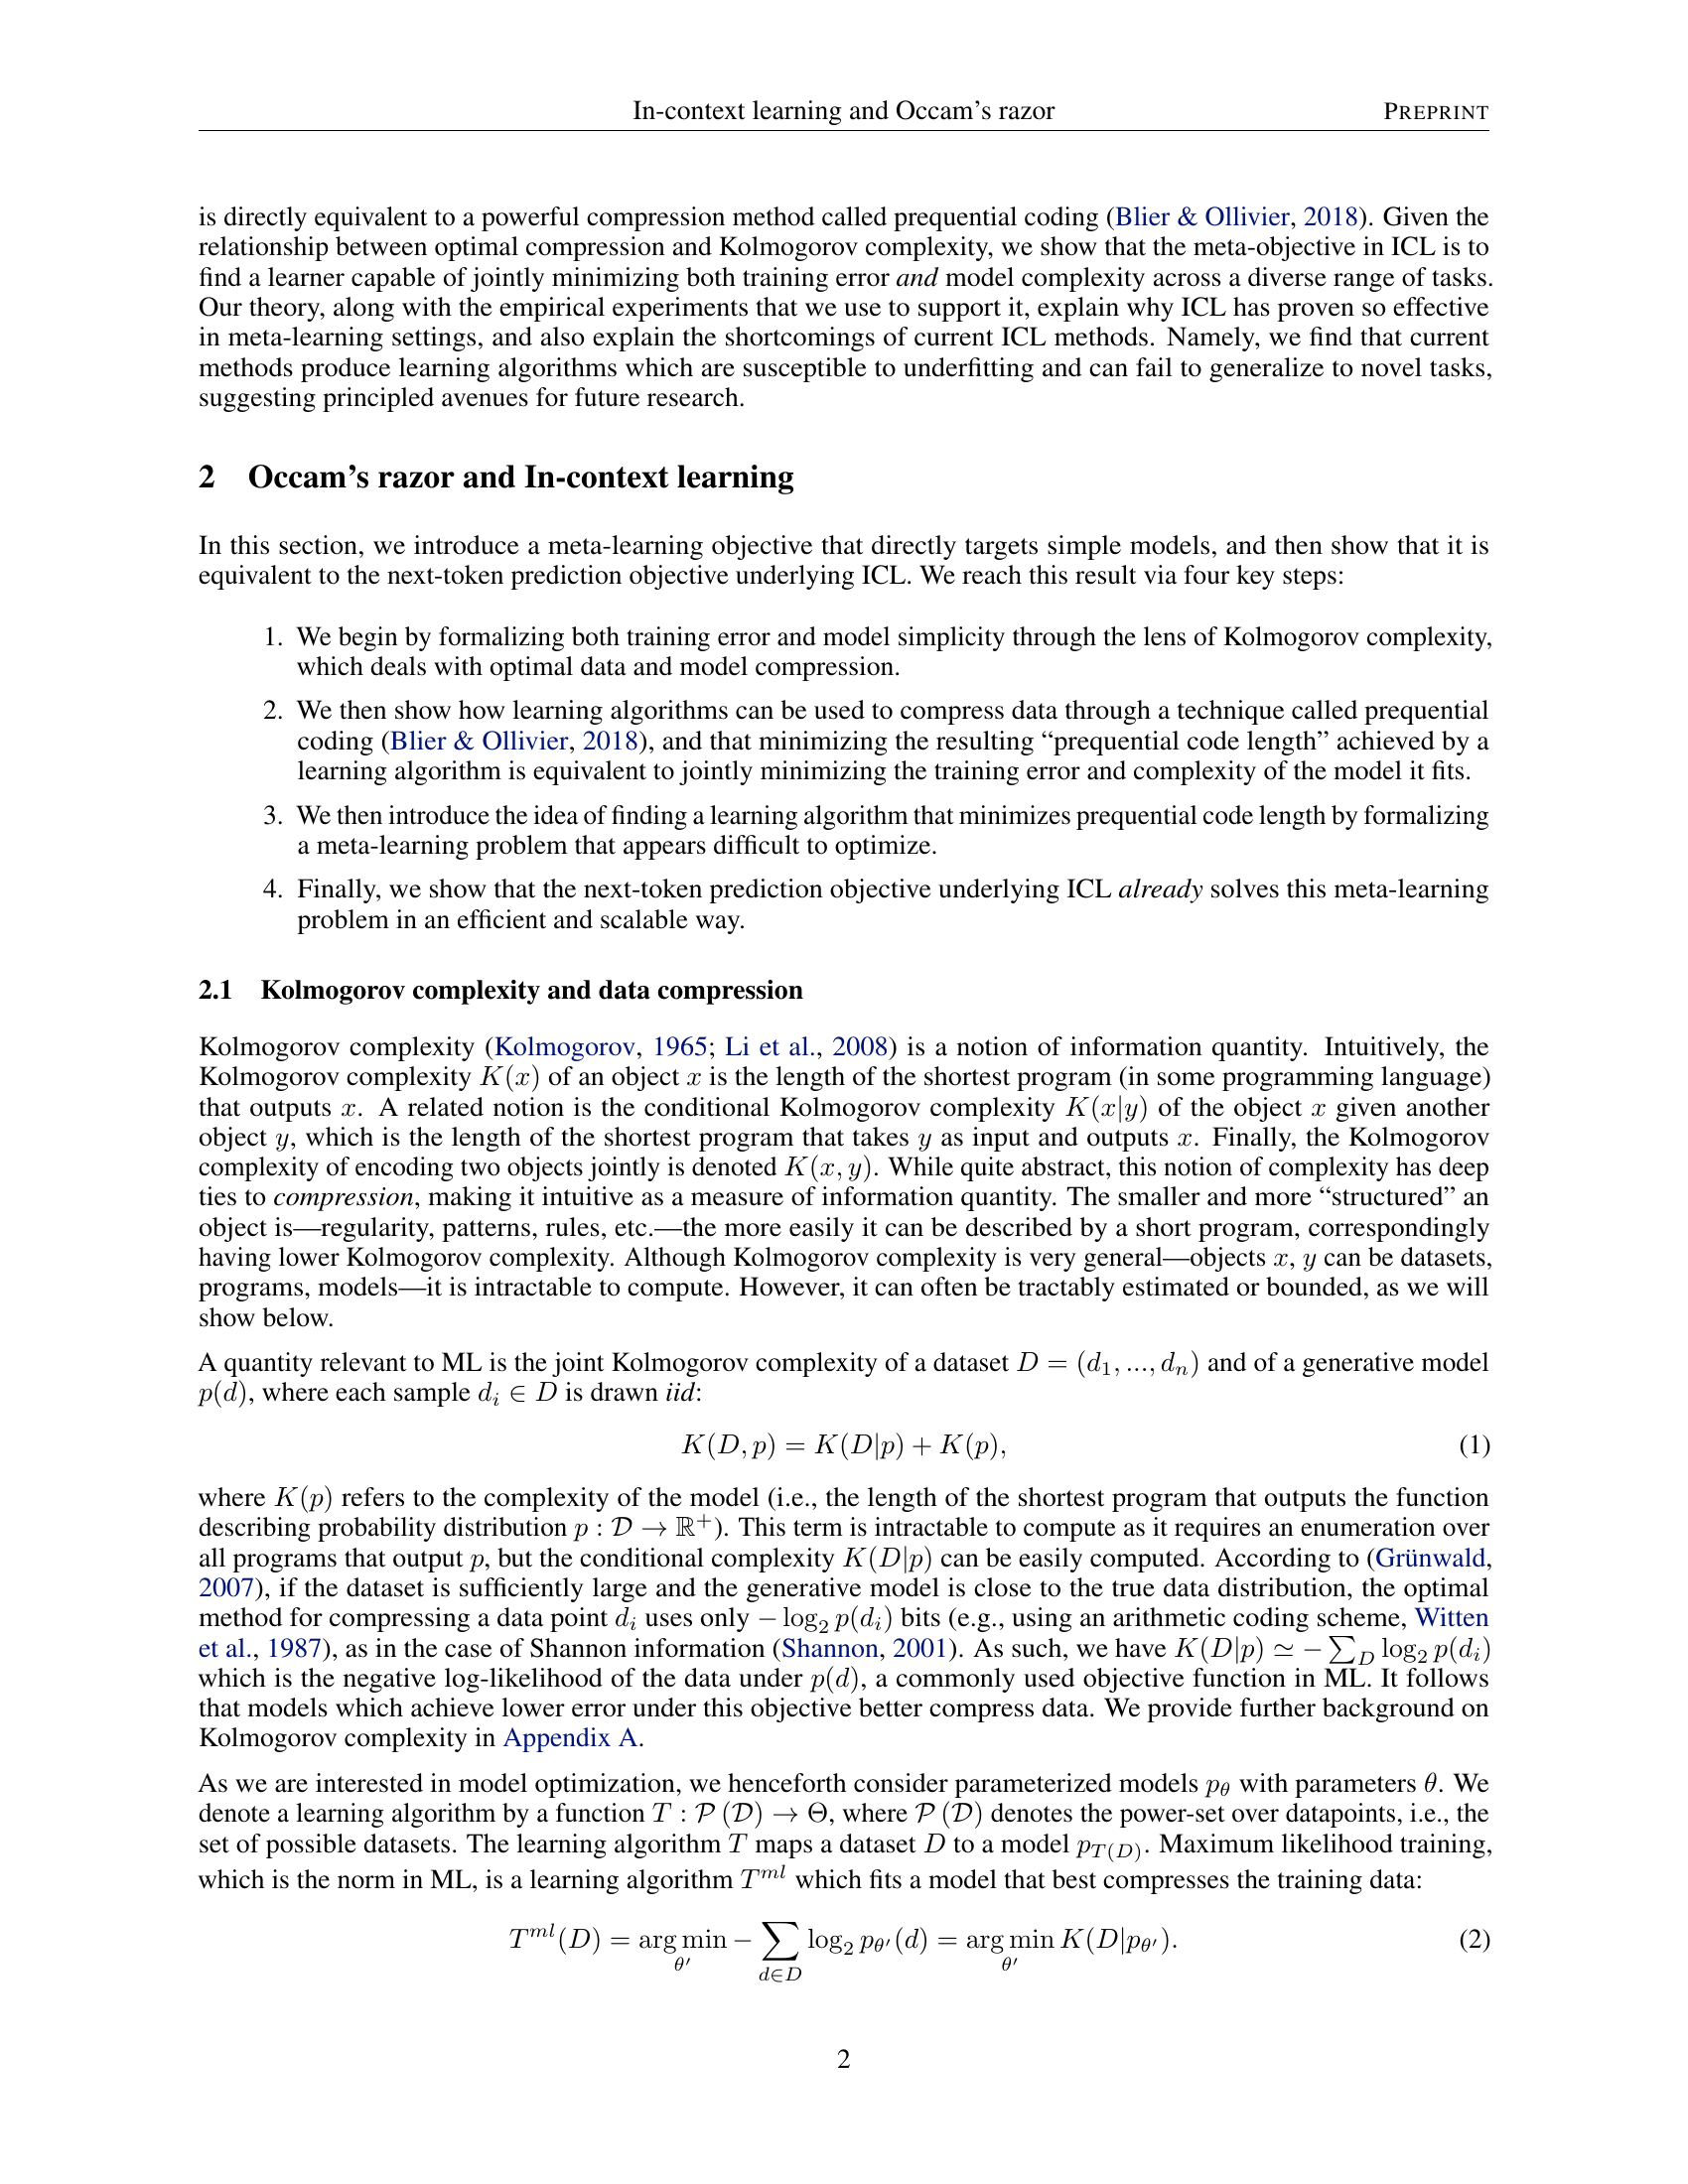 In-context learning and Occam's razor PREPRINT
is directly equivalent to a powerful compression method called prequential coding (Blier & Ollivier, 2018). Given the
relationship between optimal compression and Kolmogorov complexity, we show that the meta-objective in ICL is to
find a learner capable of jointly minimizing both training error and model complexity across a diverse range of tasks.
Our theory, along with the empirical experiments that we use to support it, explain why ICL has proven so effective
in meta-learning settings, and also explain the shortcomings of current ICL methods. Namely, we find that current
methods produce learning algorithms which are susceptible to underfitting and can fail to generalize to novel tasks,
suggesting principled avenues for future research.
2 Occam's razor and In-context learning
In this section, we introduce a meta-learning objective that directly targets simple models, and then show that it is
equivalent to the next-token prediction objective underlying ICL. We reach this result via four key steps:
1. We begin by formalizing both training error and model simplicity through the lens of Kolmogorov complexity,
which deals with optimal data and model compression.
2. We then show how learning algorithms can be used to compress data through a technique called prequential
coding (Blier & Ollivier, 2018), and that minimizing the resulting “prequential code length” achieved by a
learning algorithm is equivalent to jointly minimizing the training error and complexity of the model it fits.
3. We then introduce the idea of finding a learning algorithm that minimizes prequential code length by formalizing
a meta-learning problem that appears difficult to optimize.
4. Finally, we show that the next-token prediction objective underlying ICL already solves this meta-learning
problem in an efficient and scalable way.
2.1 Kolmogorov complexity and data compression
Kolmogorov complexity (Kolmogorov, 1965; Li et al., 2008) is a notion of information quantity. Intuitively, the
Kolmogorov complexity K(x) of an object x is the length of the shortest program (in some programming language)
that outputs x. A related notion is the conditional Kolmogorov complexity K(x|y) of the object x given another
object y, which is the length of the shortest program that takes y as input and outputs x. Finally, the Kolmogorov
complexity of encoding two objects jointly is denoted K(x, y). While quite abstract, this notion of complexity has deep
ties to compression, making it intuitive as a measure of information quantity. The smaller and more “structured” an
object is—regularity, patterns, rules, etc.—the more easily it can be described by a short program, correspondingly
having lower Kolmogorov complexity. Although Kolmogorov complexity is very general—objects x, y can be datasets,
programs, models—it is intractable to compute. However, it can often be tractably estimated or bounded, as we will
show below.
A quantity relevant to ML is the joint Kolmogorov complexity of a dataset D = (d₁, ..., dₙ) and of a generative model
p(d), where each sample dᵢ ∈ D is drawn iid:
K(D, p) = K(D|p) + K(p), (1)
where K(p) refers to the complexity of the model (i.e., the length of the shortest program that outputs the function
describing probability distribution p : 𝒟 → ℝ⁺). This term is intractable to compute as it requires an enumeration over
all programs that output p, but the conditional complexity K(D|p) can be easily computed. According to (Grünwald,
2007), if the dataset is sufficiently large and the generative model is close to the true data distribution, the optimal
method for compressing a data point dᵢ uses only − log₂ p(dᵢ) bits (e.g., using an arithmetic coding scheme, Witten
et al., 1987), as in the case of Shannon information (Shannon, 2001). As such, we have K(D|p) ≃ − ∑_D log₂ p(dᵢ)
which is the negative log-likelihood of the data under p(d), a commonly used objective function in ML. It follows
that models which achieve lower error under this objective better compress data. We provide further background on
Kolmogorov complexity in Appendix A.
As we are interested in model optimization, we henceforth consider parameterized models p_θ with parameters θ. We
denote a learning algorithm by a function T : 𝒫 (𝒟) → Θ, where 𝒫 (𝒟) denotes the power-set over datapoints, i.e., the
set of possible datasets. The learning algorithm T maps a dataset D to a model p_{T(D)}. Maximum likelihood training,
which is the norm in ML, is a learning algorithm T^{ml} which fits a model that best compresses the training data:
T^{ml}(D) = arg min_{θ′} − ∑_{d∈D} log₂ p_{θ′}(d) = arg min_{θ′} K(D|p_{θ′}). (2)
2